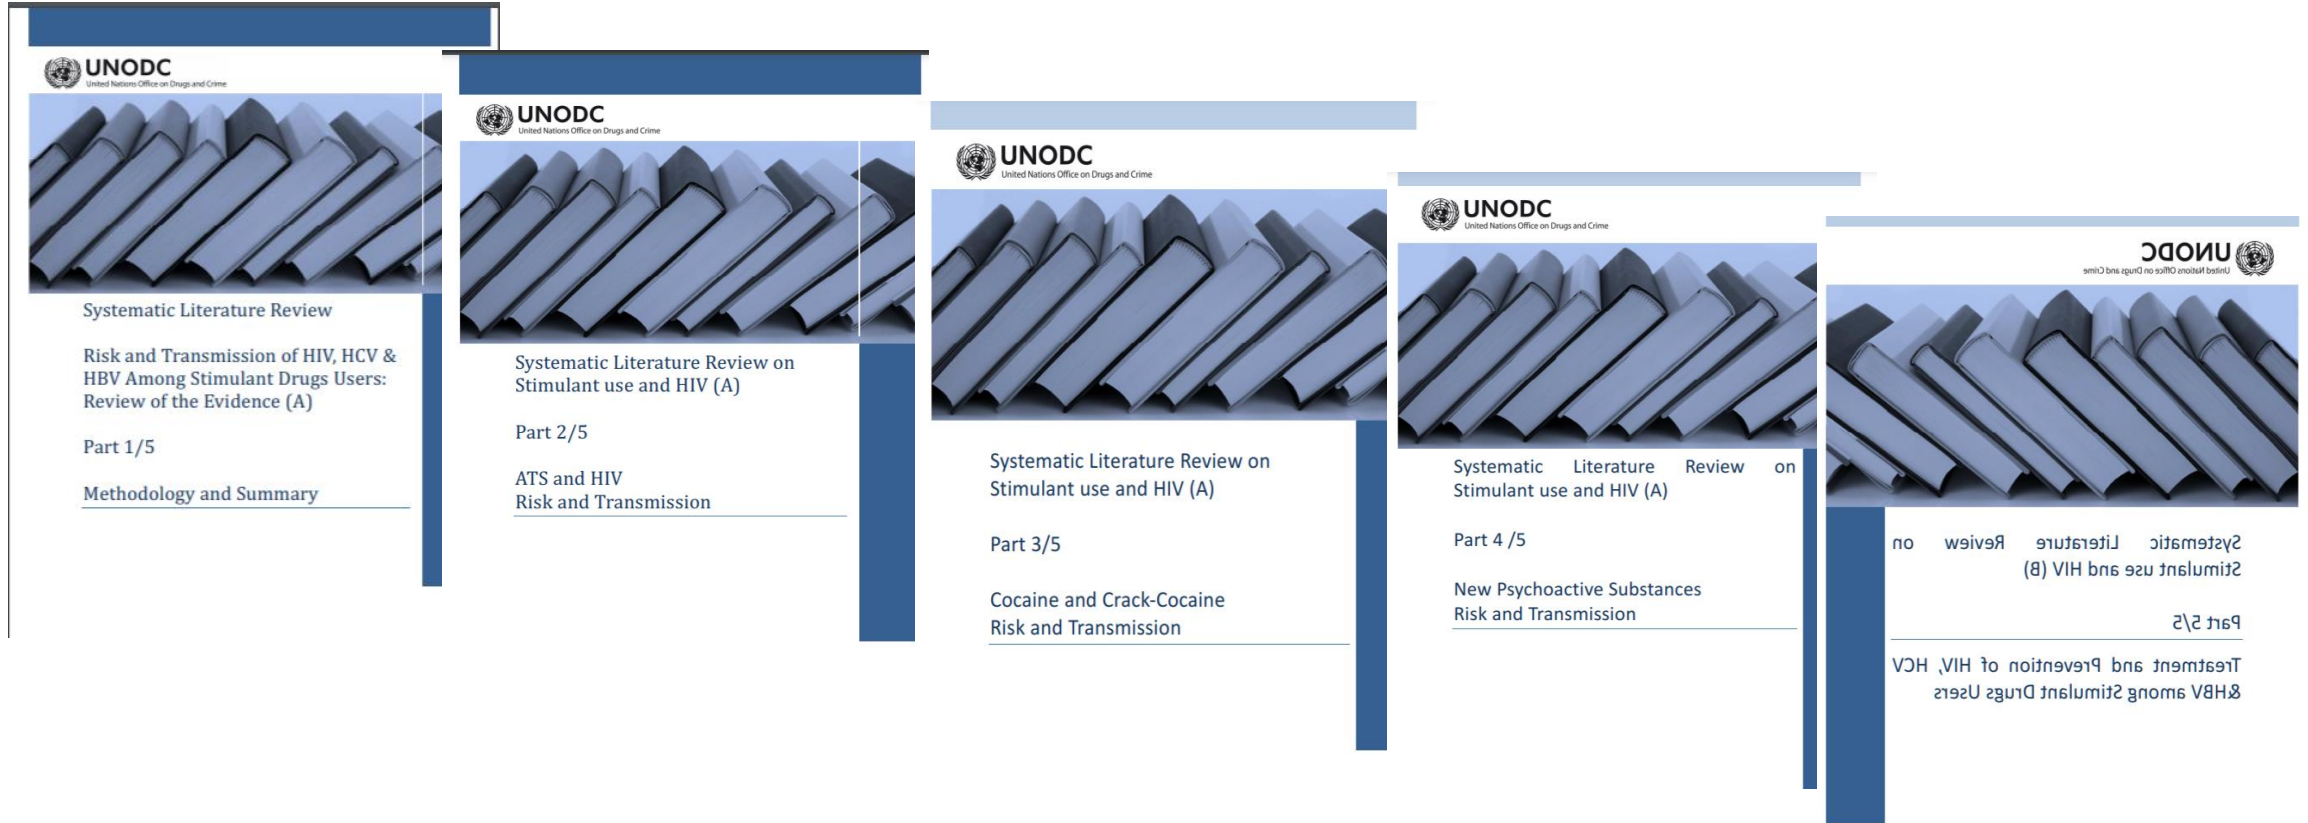 UNODC
United Nations Office on Drugs and Crime
Systematic Literature Review
Risk and Transmission of HIV, HCV &
HBV Among Stimulant Drugs Users:
Review of the Evidence (A)
Part 1/5
Methodology and Summary
UNODC
United Nations Office on Drugs and Crime
Systematic Literature Review on
Stimulant use and HIV (A)
Part 2/5
ATS and HIV
Risk and Transmission
UNODC
United Nations Office on Drugs and Crime
Systematic Literature Review on
Stimulant use and HIV (A)
Part 3/5
Cocaine and Crack-Cocaine
Risk and Transmission
UNODC
United Nations Office on Drugs and Crime
Systematic Literature Review on
Stimulant use and HIV (A)
Part 4 /5
New Psychoactive Substances
Risk and Transmission
UNODC
United Nations Office on Drugs and Crime
Systematic Literature Review on
Stimulant use and HIV (B)
Part 5/5
Treatment and Prevention of HIV, HCV
&HBV among Stimulant Drugs Users